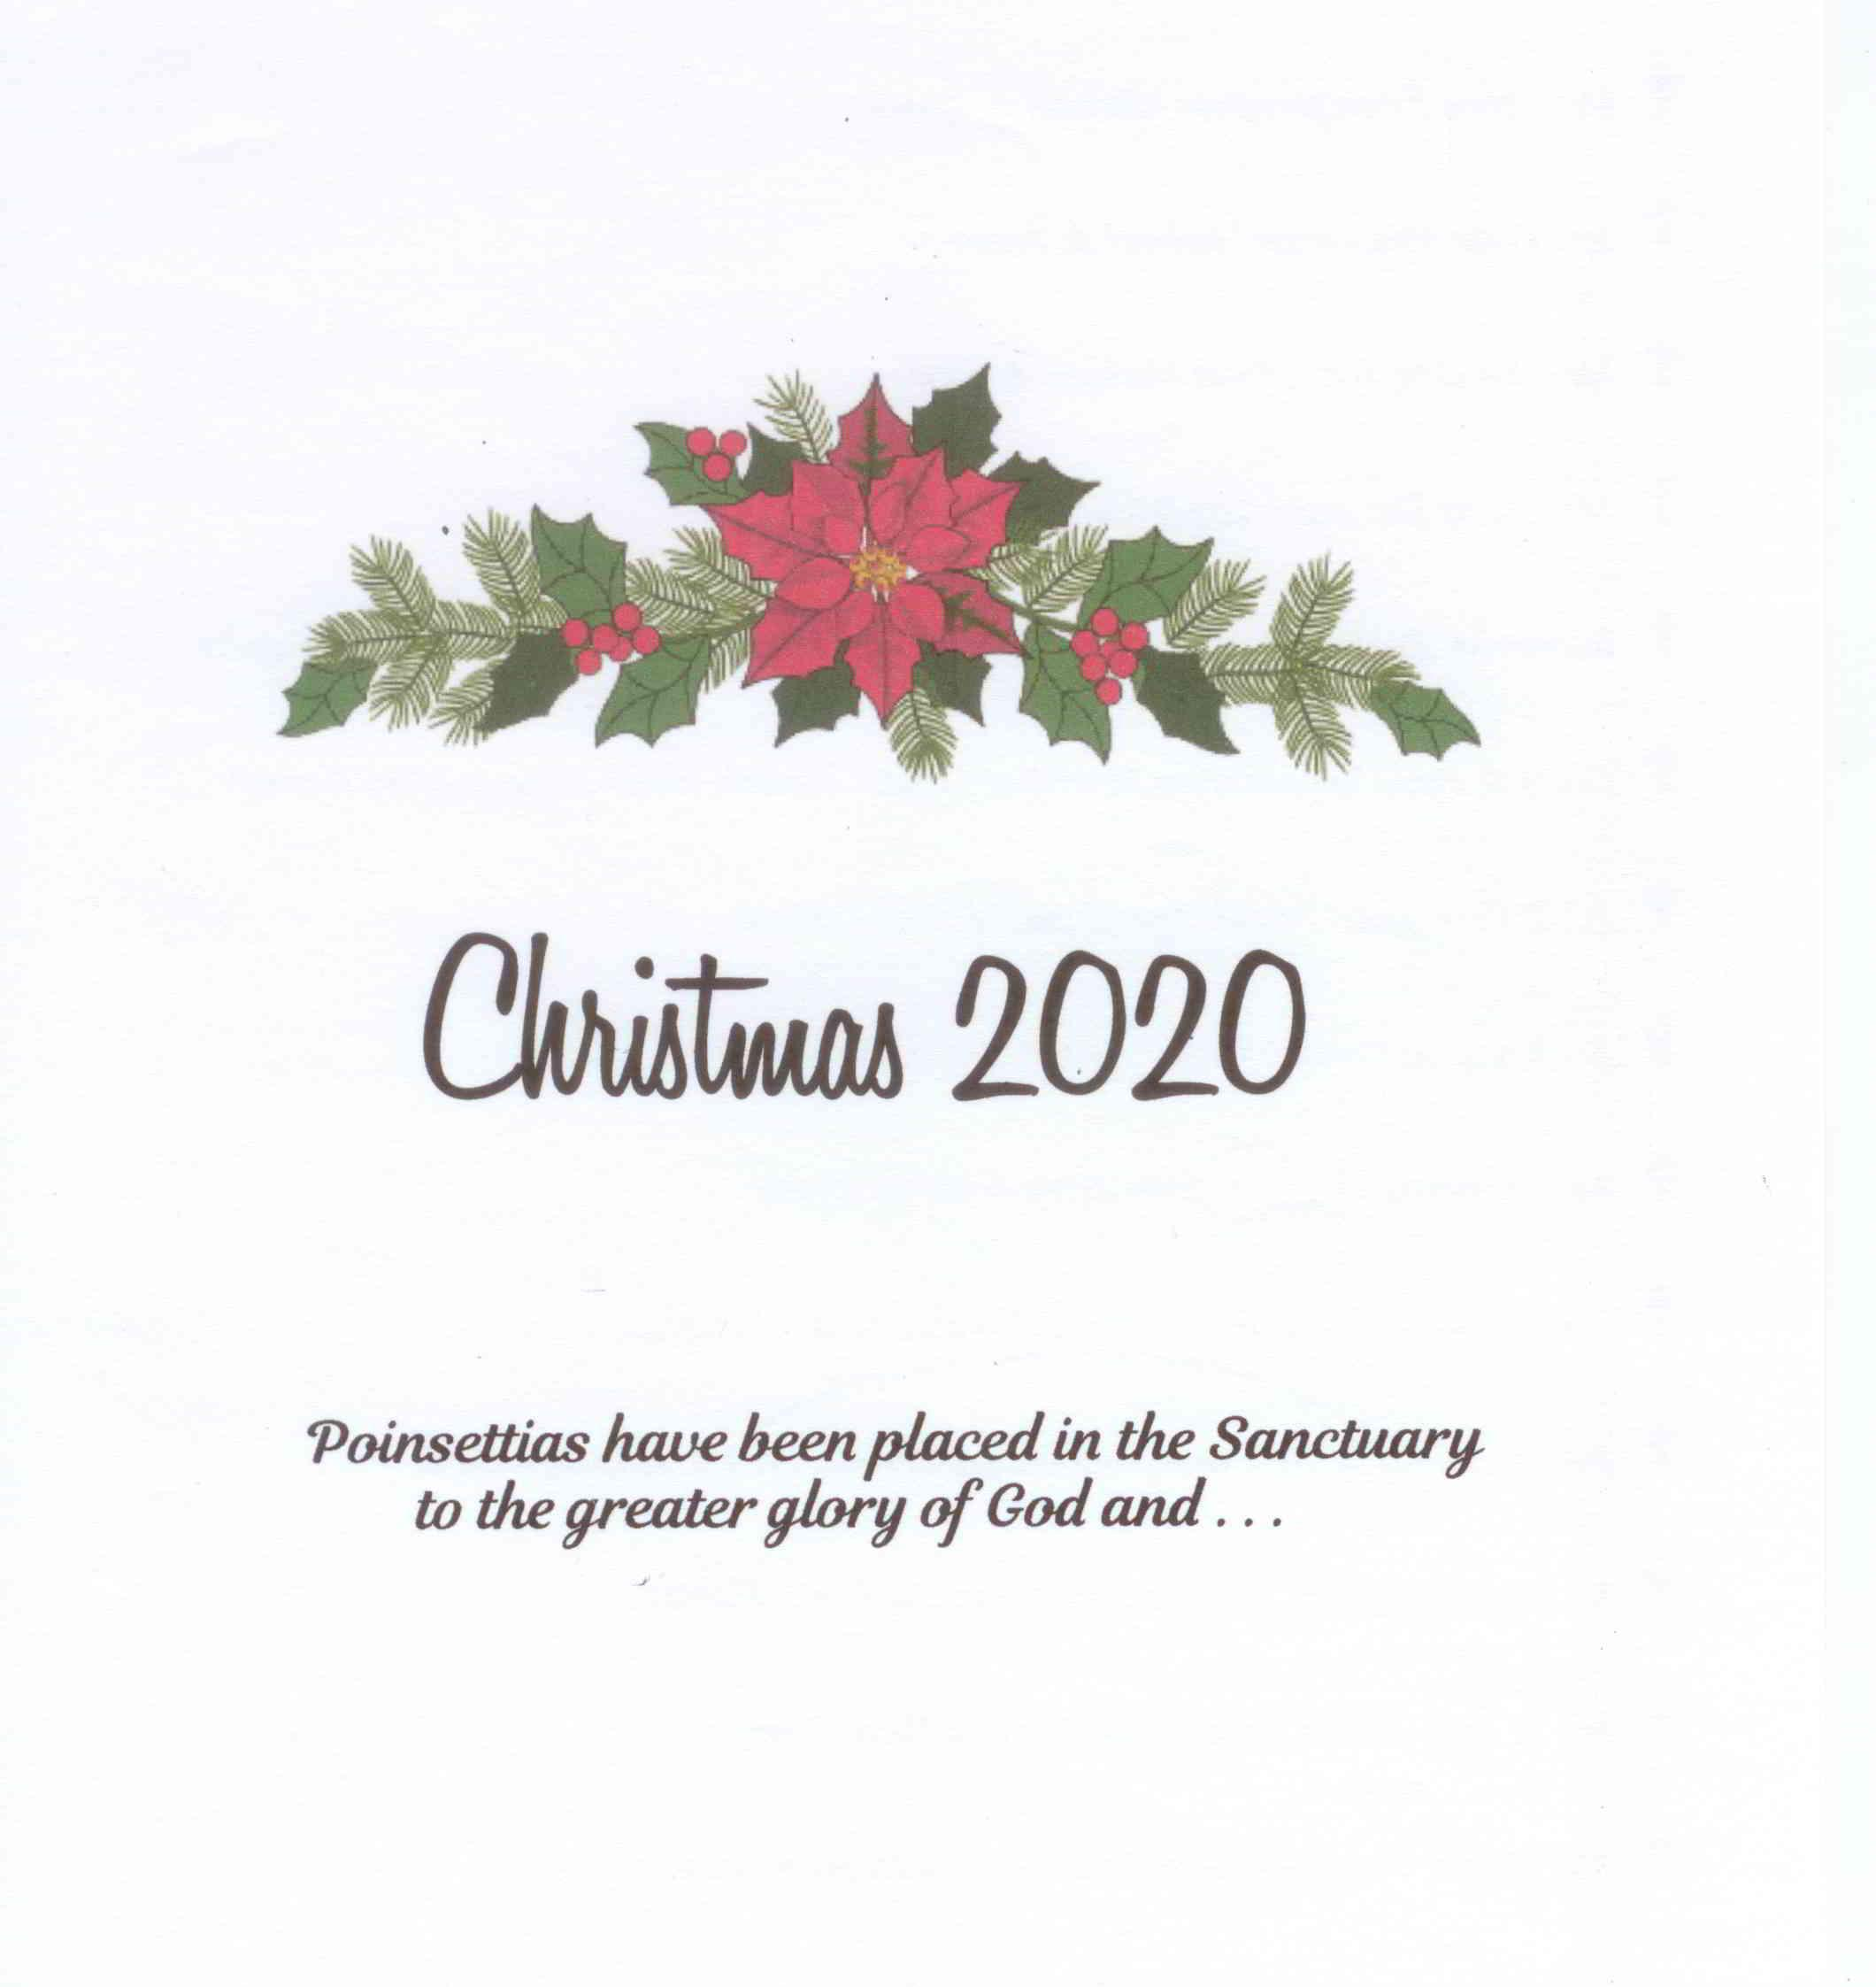 Christmas 2020
Poinsettias have been placed in the Sanctuary
to the greater glory of God and . . .